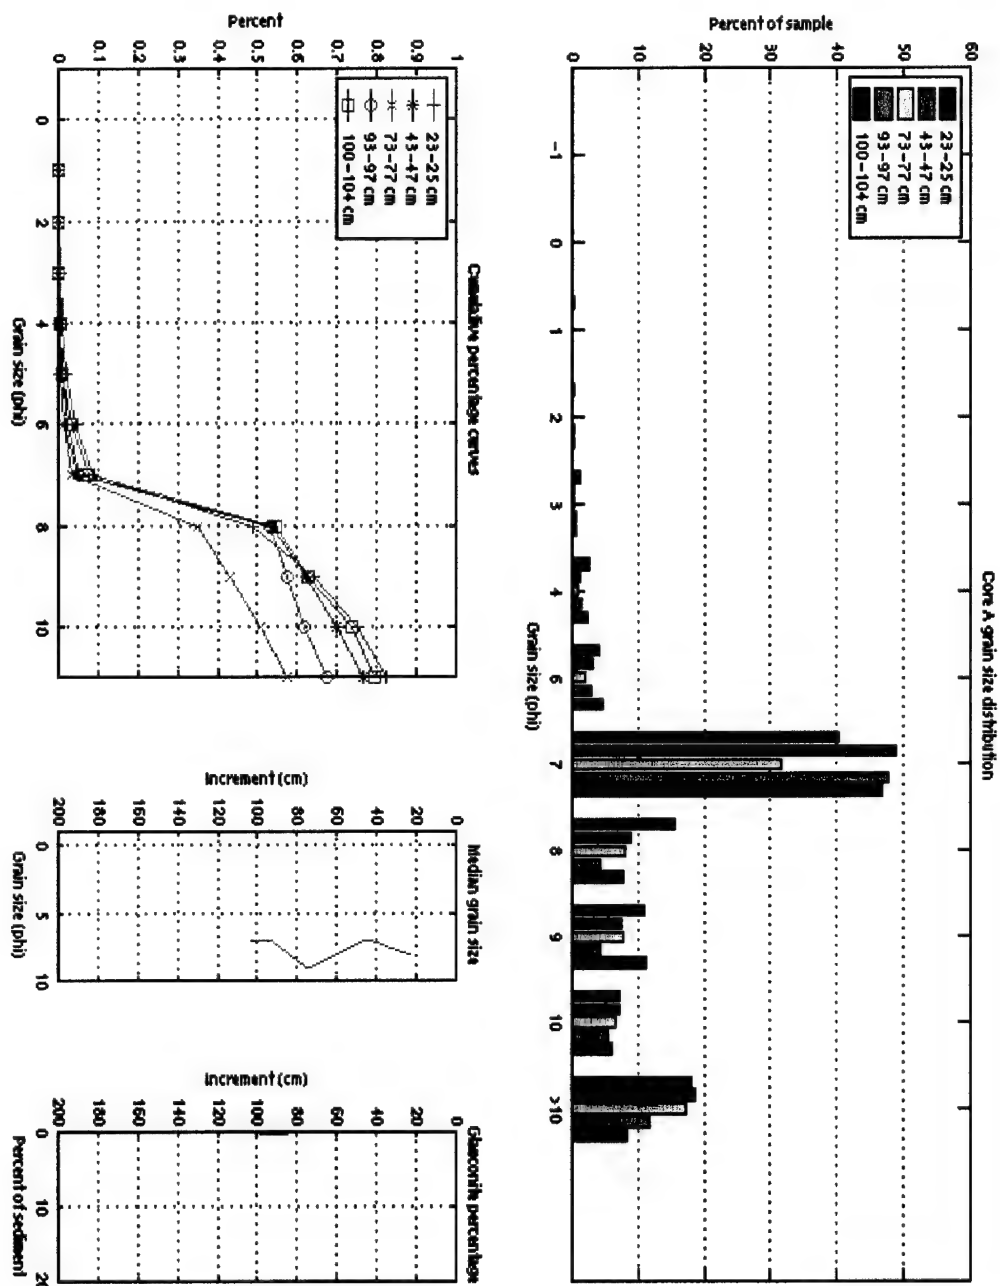 Core A grain size distribution
Percent of sample
60
50
40
30
20
10
0
23-25 cm
43-47 cm
73-77 cm
93-97 cm
100-104 cm
-1
0
1
2
3
4
6
7
8
9
10
>10
Grain size (phi)
Cumulative percentage curves
Percent
1
0.9
0.8
0.7
0.6
0.5
0.4
0.3
0.2
0.1
0
23-25 cm
43-47 cm
73-77 cm
93-97 cm
100-104 cm
0
2
4
6
8
10
Grain size (phi)
Median grain size
Increment (cm)
0
20
40
60
80
100
120
140
160
180
200
0
5
10
Grain size (phi)
Glauconite percentage
Increment (cm)
0
20
40
60
80
100
120
140
160
180
200
0
10
20
Percent of sediment